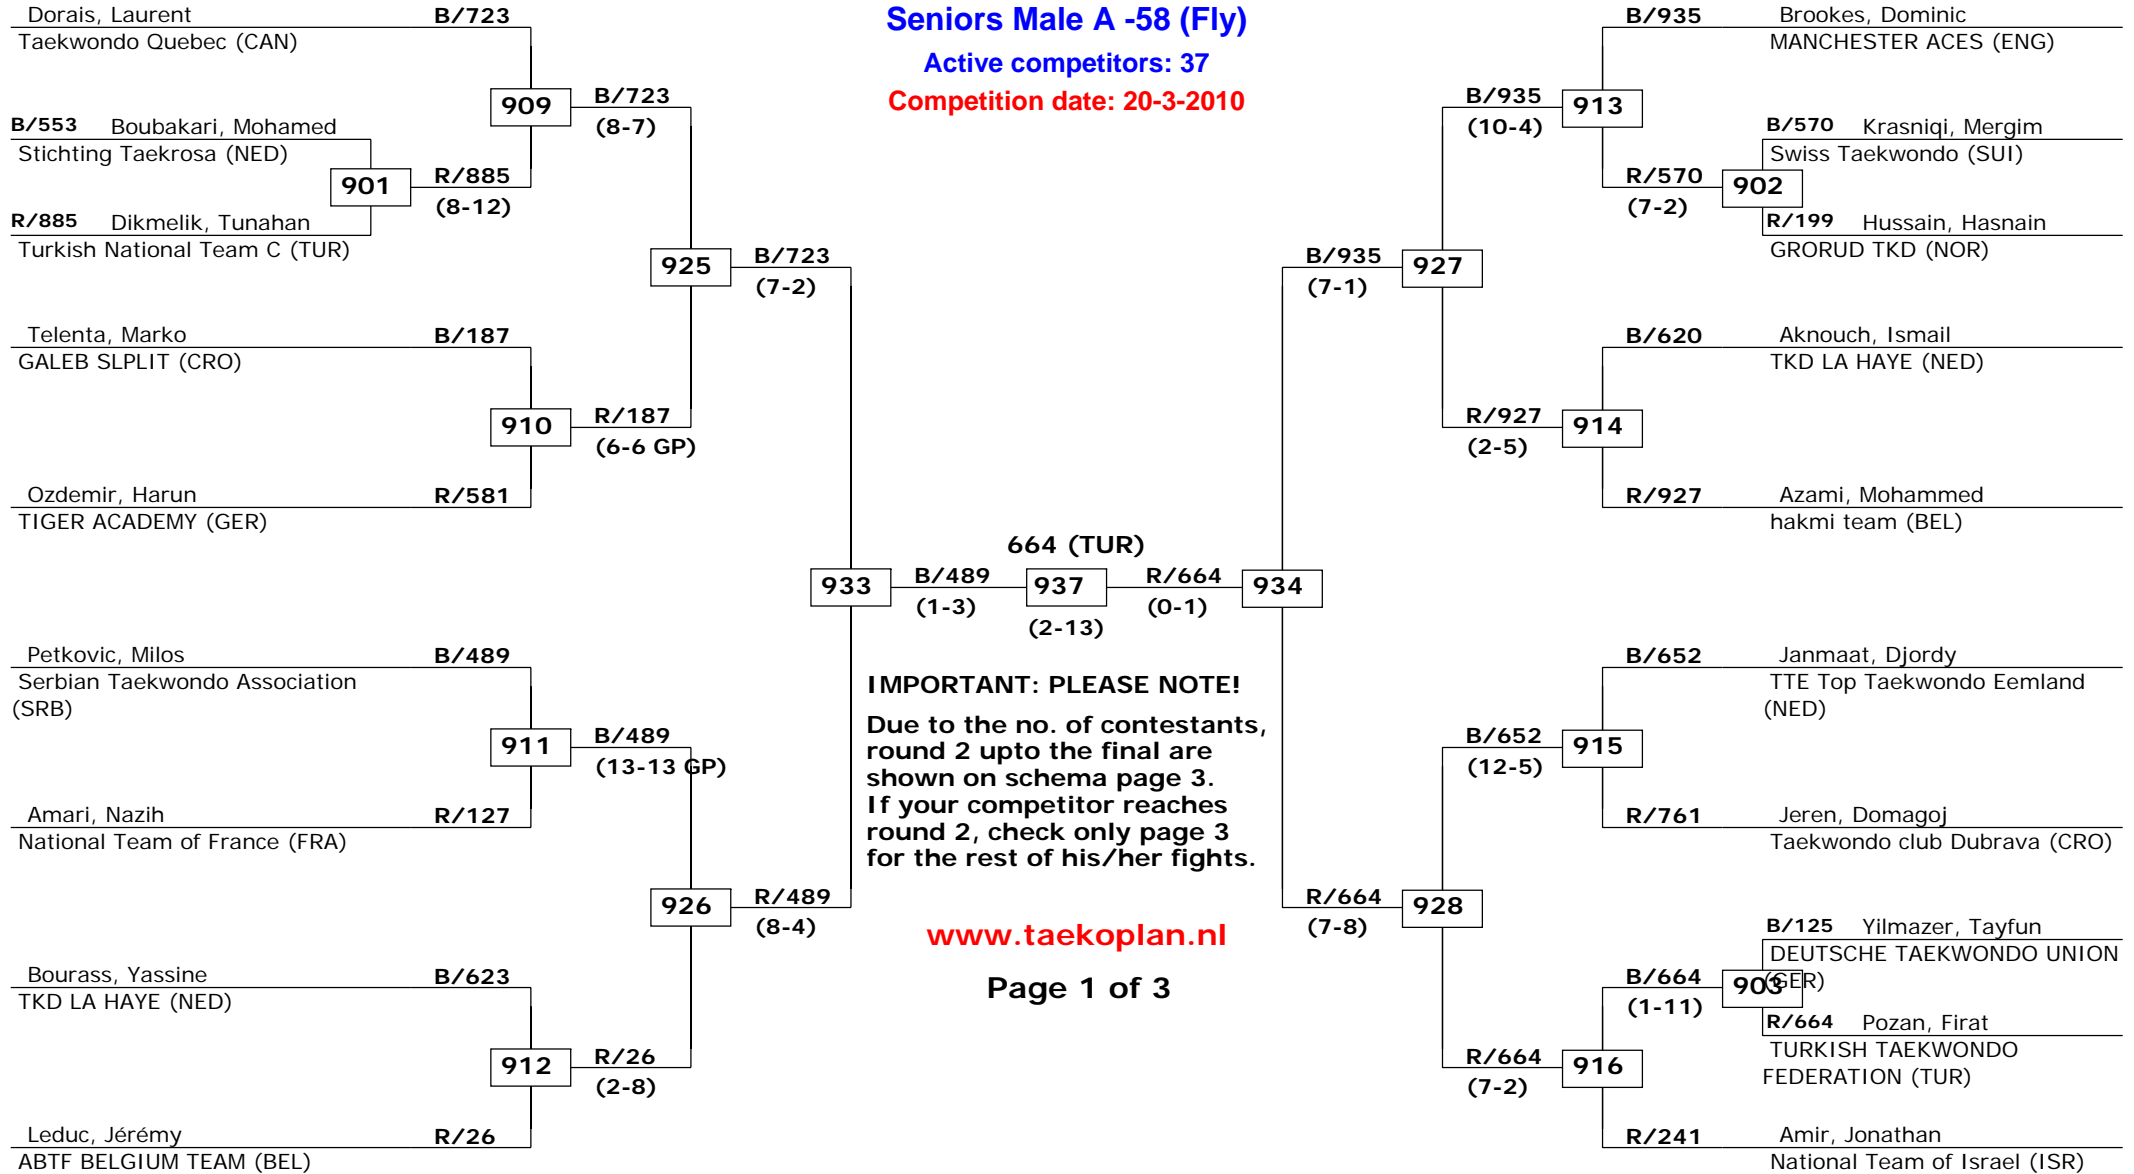 Seniors Male A -58 (Fly)
Active competitors: 37
Competition date: 20-3-2010
Dorais, Laurent B/723
Taekwondo Quebec (CAN)
909 B/723
(8-7)
B/553 Boubakari, Mohamed
Stichting Taekrosa (NED)
901 R/885
(8-12)
R/885 Dikmelik, Tunahan
Turkish National Team C (TUR)
925 B/723
(7-2)
Telenta, Marko B/187
GALEB SLPLIT (CRO)
910 R/187
(6-6 GP)
Ozdemir, Harun R/581
TIGER ACADEMY (GER)
933 B/489
(1-3)
Petkovic, Milos B/489
Serbian Taekwondo Association
(SRB)
911 B/489
(13-13 GP)
Amari, Nazih R/127
National Team of France (FRA)
926 R/489
(8-4)
Bourass, Yassine B/623
TKD LA HAYE (NED)
912 R/26
(2-8)
Leduc, Jérémy R/26
ABTF BELGIUM TEAM (BEL)
664 (TUR)
937
(2-13)
IMPORTANT: PLEASE NOTE!
Due to the no. of contestants,
round 2 upto the final are
shown on schema page 3.
If your competitor reaches
round 2, check only page 3
for the rest of his/her fights.
www.taekoplan.nl
Page 1 of 3
B/935 Brookes, Dominic
MANCHESTER ACES (ENG)
B/935 913
(10-4)
B/570 Krasniqi, Mergim
Swiss Taekwondo (SUI)
R/570 902
(7-2)
R/199 Hussain, Hasnain
GRORUD TKD (NOR)
B/935 927
(7-1)
B/620 Aknouch, Ismail
TKD LA HAYE (NED)
R/927 914
(2-5)
R/927 Azami, Mohammed
hakmi team (BEL)
R/664 934
(0-1)
B/652 Janmaat, Djordy
TTE Top Taekwondo Eemland
(NED)
B/652 915
(12-5)
R/761 Jeren, Domagoj
Taekwondo club Dubrava (CRO)
R/664 928
(7-8)
B/125 Yilmazer, Tayfun
DEUTSCHE TAEKWONDO UNION
(GER)
B/664 903
(1-11)
R/664 Pozan, Firat
TURKISH TAEKWONDO
FEDERATION (TUR)
R/664 916
(7-2)
R/241 Amir, Jonathan
National Team of Israel (ISR)